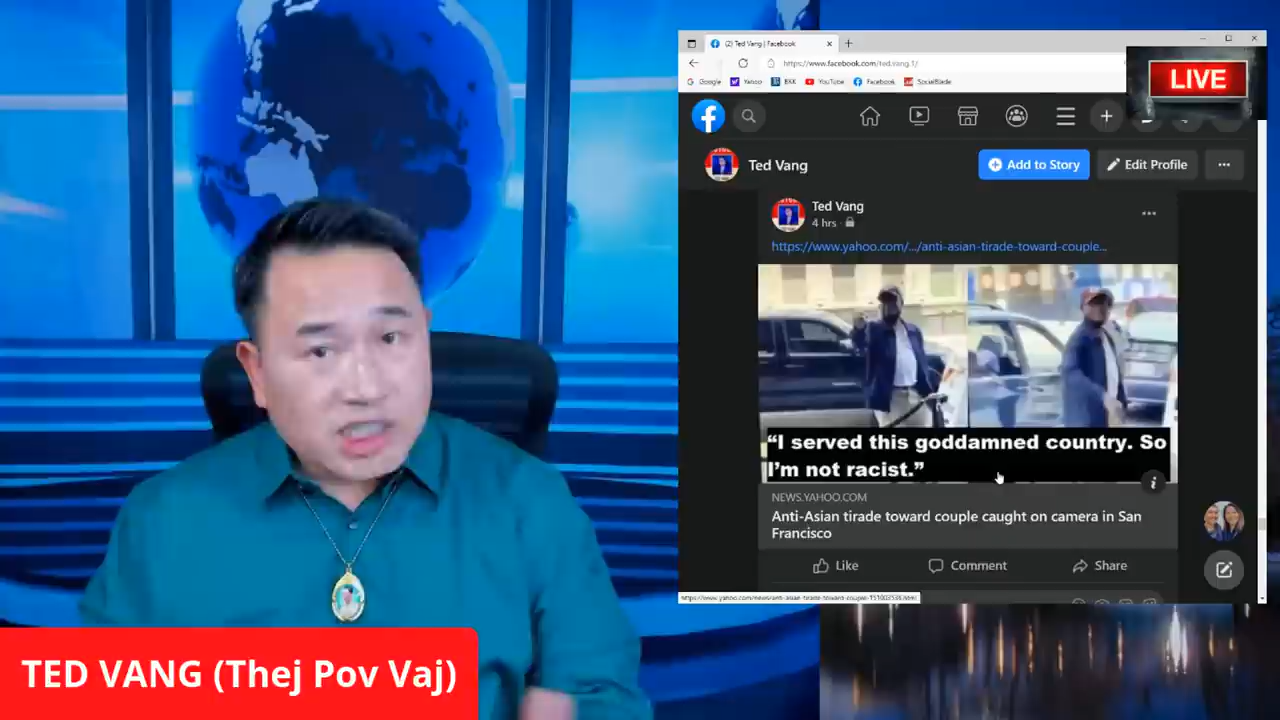 (2) Ted Vang | Facebook
https://www.facebook.com/ted.vang.1/
Google
Yahoo
BKK
YouTube
Facebook
SocialBlade
LIVE
Ted Vang
Add to Story
Edit Profile
Ted Vang
4 hrs
https://www.yahoo.com/.../anti-asian-tirade-toward-couple...
“I served this goddamned country. So
I’m not racist.”
NEWS.YAHOO.COM
Anti-Asian tirade toward couple caught on camera in San
Francisco
Like
Comment
Share
TED VANG (Thej Pov Vaj)